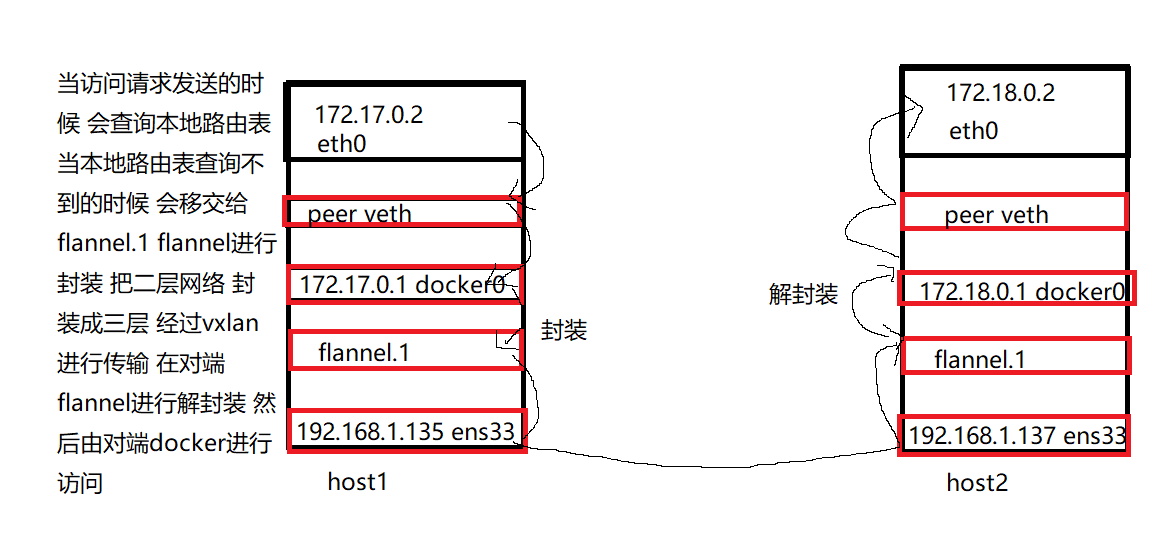 当访问请求发送的时
候 会查询本地路由表
当本地路由表查询不
到的时候 会移交给
flannel.1 flannel进行
封装 把二层网络 封
装成三层 经过vxlan
进行传输 在对端
flannel进行解封装 然
后由对端docker进行
访问
172.17.0.2
eth0
peer veth
172.17.0.1 docker0
flannel.1
192.168.1.135 ens33
host1
封装
解封装
172.18.0.2
eth0
peer veth
172.18.0.1 docker0
flannel.1
192.168.1.137 ens33
host2